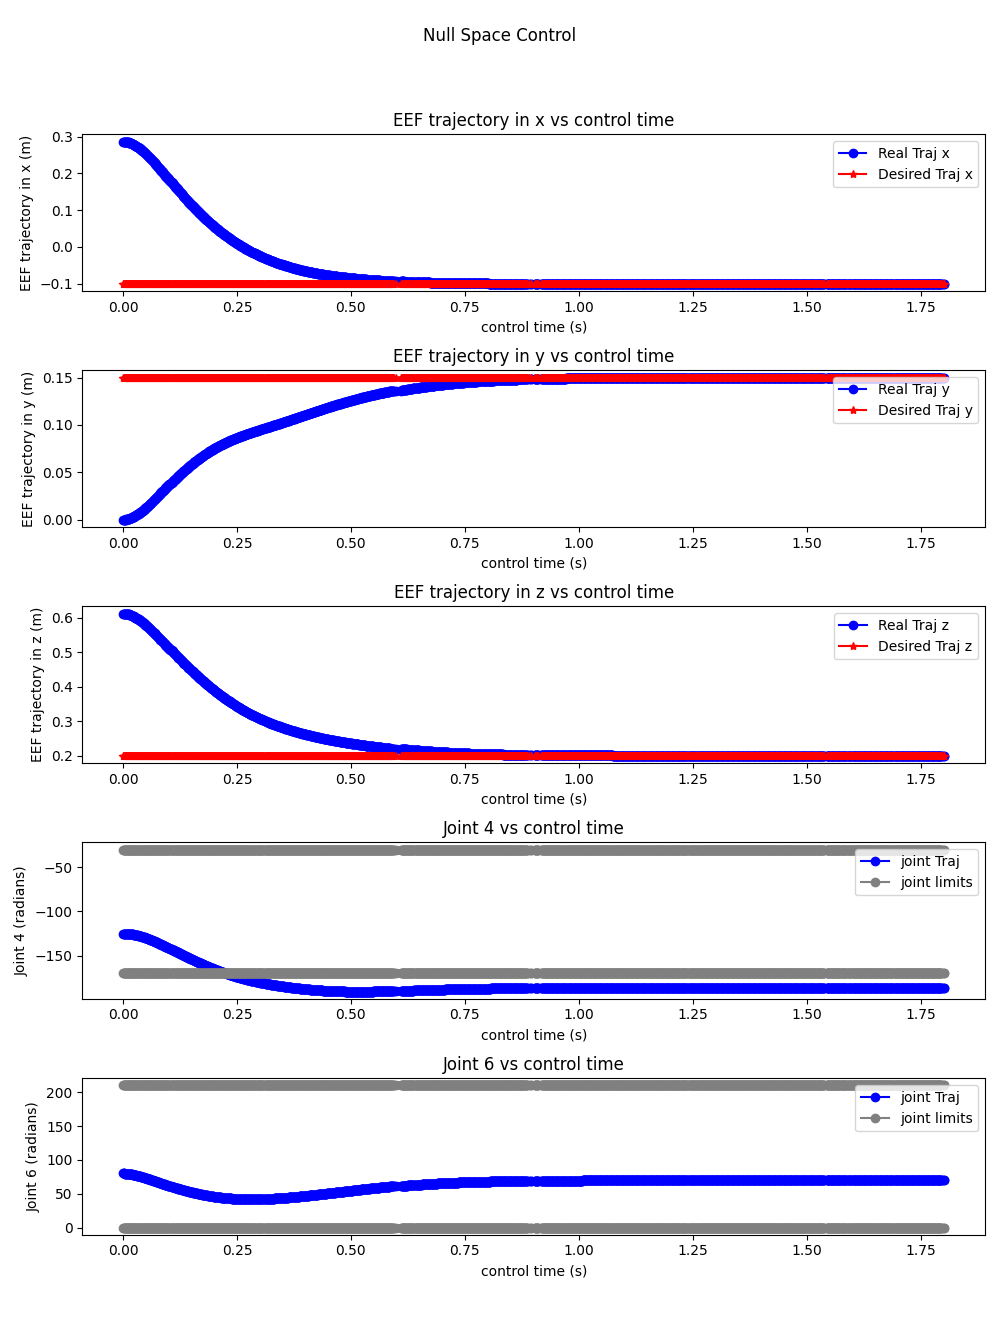 Null Space Control
EEF trajectory in x vs control time
EEF trajectory in x (m)
0.3
0.2
0.1
0.0
−0.1
Real Traj x
Desired Traj x
0.00 0.25 0.50 0.75 1.00 1.25 1.50 1.75
control time (s)
EEF trajectory in y vs control time
EEF trajectory in y (m)
0.15
0.10
0.05
0.00
Real Traj y
Desired Traj y
0.00 0.25 0.50 0.75 1.00 1.25 1.50 1.75
control time (s)
EEF trajectory in z vs control time
EEF trajectory in z (m)
0.6
0.5
0.4
0.3
0.2
Real Traj z
Desired Traj z
0.00 0.25 0.50 0.75 1.00 1.25 1.50 1.75
control time (s)
Joint 4 vs control time
Joint 4 (radians)
−50
−100
−150
joint Traj
joint limits
0.00 0.25 0.50 0.75 1.00 1.25 1.50 1.75
control time (s)
Joint 6 vs control time
Joint 6 (radians)
200
150
100
50
0
joint Traj
joint limits
0.00 0.25 0.50 0.75 1.00 1.25 1.50 1.75
control time (s)